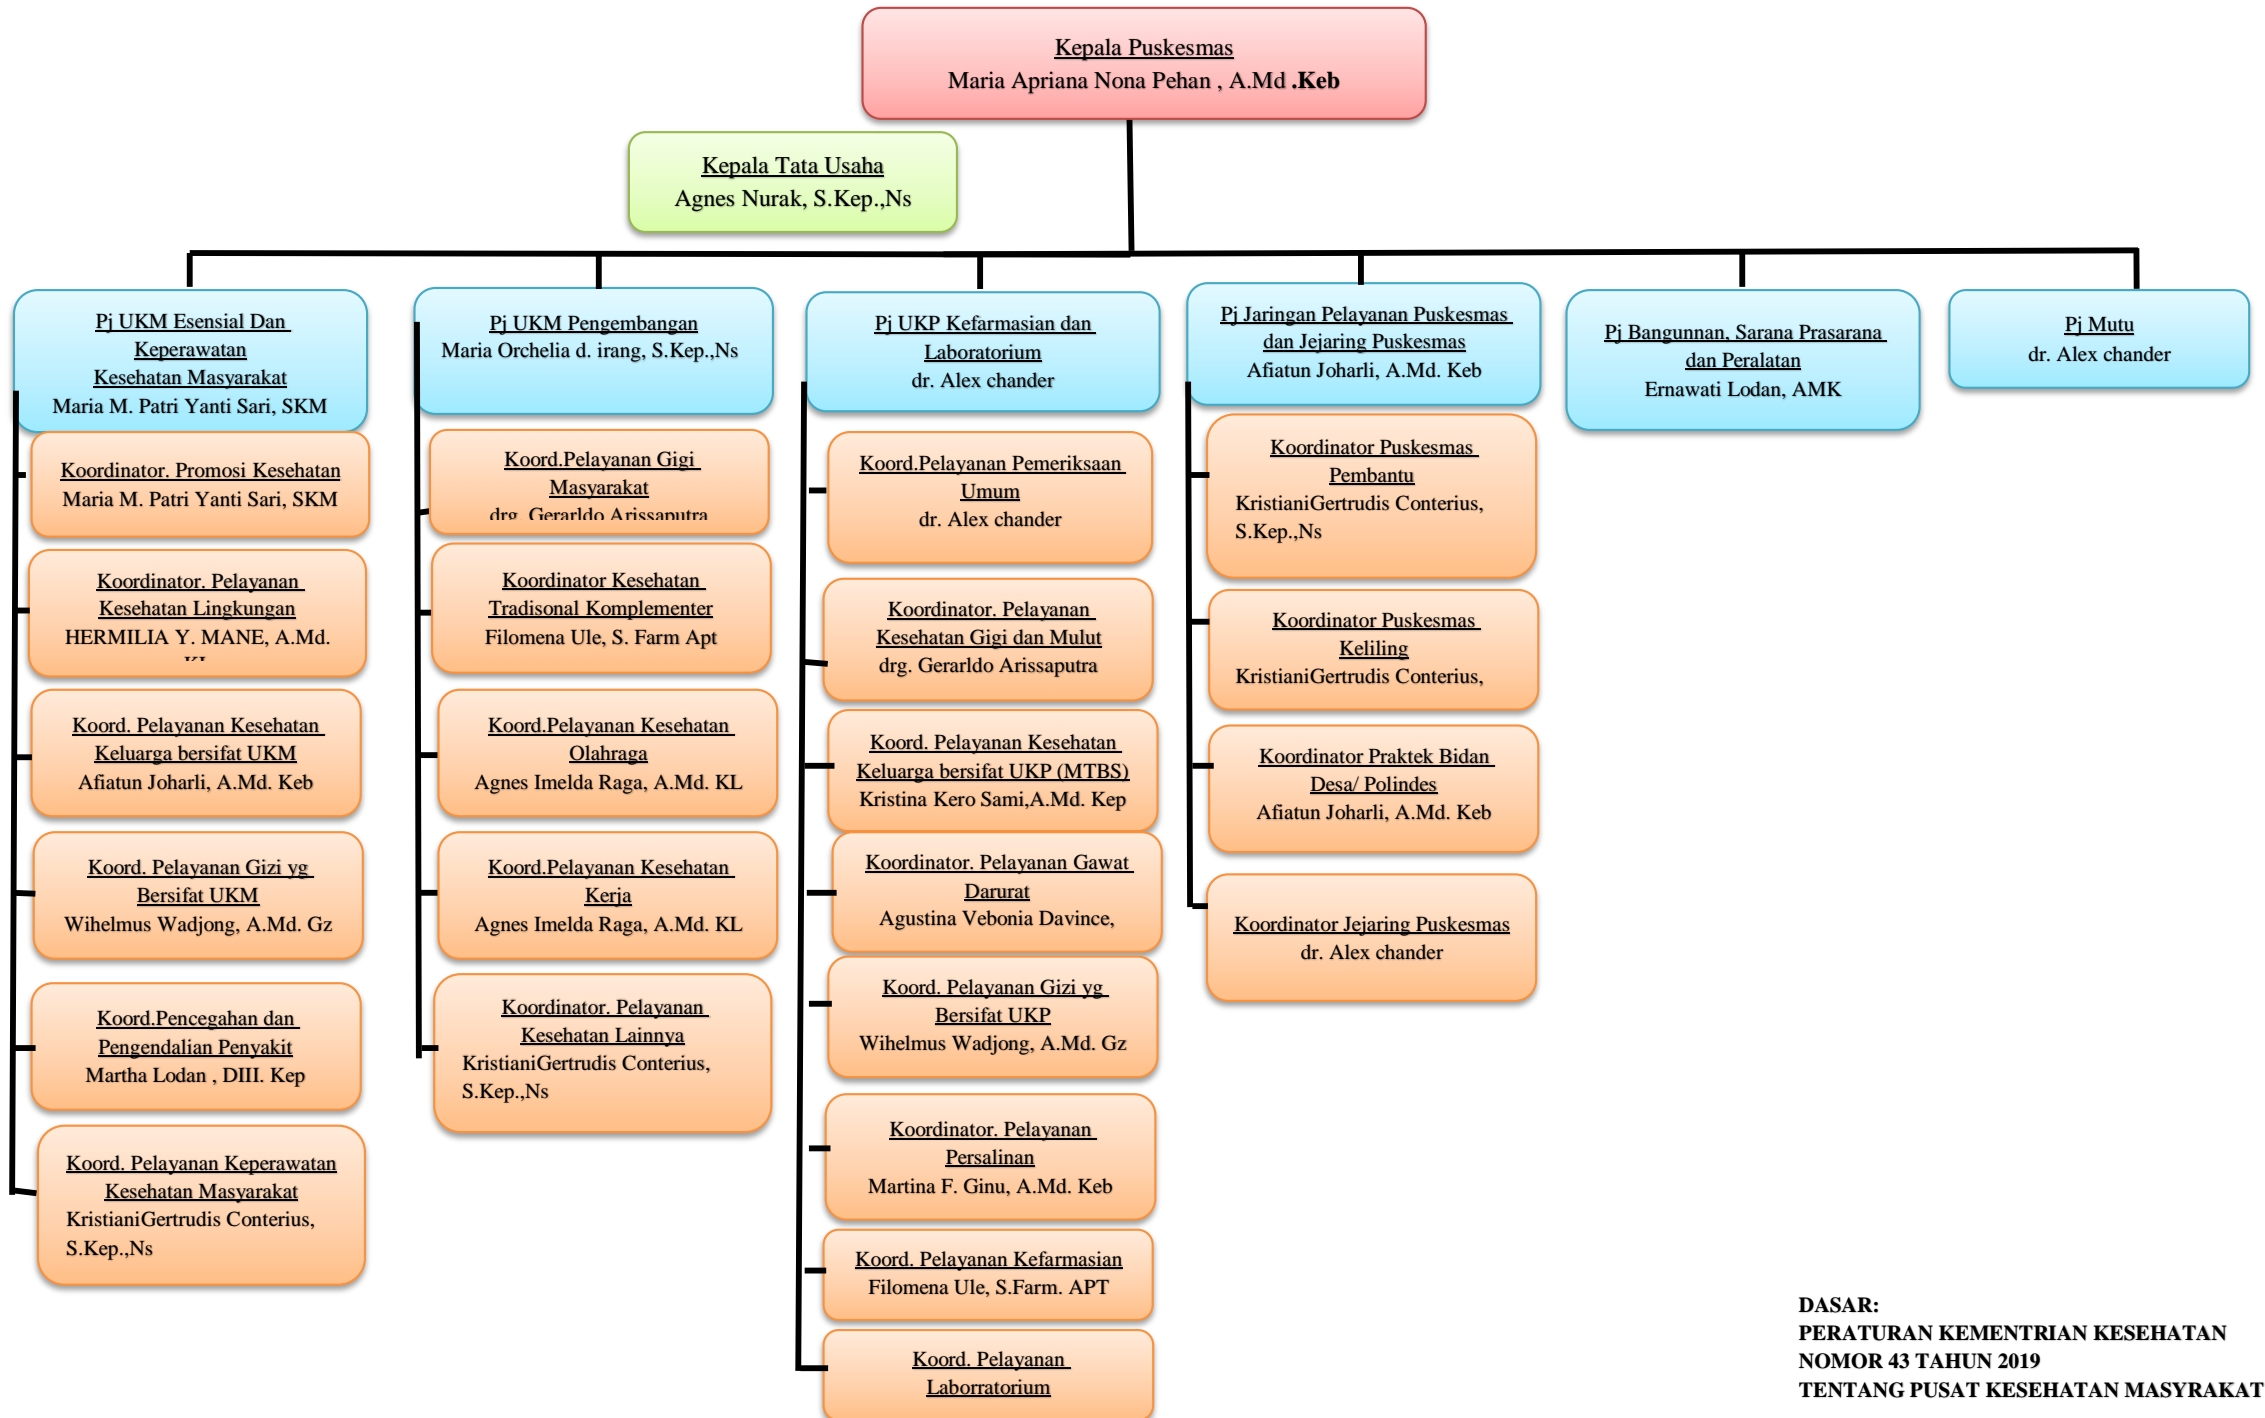 Kepala Puskesmas
Maria Apriana Nona Pehan , A.Md .Keb
Kepala Tata Usaha
Agnes Nurak, S.Kep.,Ns
Pj UKM Esensial Dan
Keperawatan
Kesehatan Masyarakat
Maria M. Patri Yanti Sari, SKM
Koordinator. Promosi Kesehatan
Maria M. Patri Yanti Sari, SKM
Koordinator. Pelayanan
Kesehatan Lingkungan
HERMILIA Y. MANE, A.Md.
Koord. Pelayanan Kesehatan
Keluarga bersifat UKM
Afiatun Joharli, A.Md. Keb
Koord. Pelayanan Gizi yg
Bersifat UKM
Wihelmus Wadjong, A.Md. Gz
Koord.Pencegahan dan
Pengendalian Penyakit
Martha Lodan , DIII. Kep
Koord. Pelayanan Keperawatan
Kesehatan Masyarakat
KristianiGertrudis Conterius,
S.Kep.,Ns
Pj UKM Pengembangan
Maria Orchelia d. irang, S.Kep.,Ns
Koord.Pelayanan Gigi
Masyarakat
drg. Gerarldo Arissaputra
Koordinator Kesehatan
Tradisonal Komplementer
Filomena Ule, S. Farm Apt
Koord.Pelayanan Kesehatan
Olahraga
Agnes Imelda Raga, A.Md. KL
Koord.Pelayanan Kesehatan
Kerja
Agnes Imelda Raga, A.Md. KL
Koordinator. Pelayanan
Kesehatan Lainnya
KristianiGertrudis Conterius,
S.Kep.,Ns
Pj UKP Kefarmasian dan
Laboratorium
dr. Alex chander
Koord.Pelayanan Pemeriksaan
Umum
dr. Alex chander
Koordinator. Pelayanan
Kesehatan Gigi dan Mulut
drg. Gerarldo Arissaputra
Koord. Pelayanan Kesehatan
Keluarga bersifat UKP (MTBS)
Kristina Kero Sami,A.Md. Kep
Koordinator. Pelayanan Gawat
Darurat
Agustina Vebonia Davince,
Koord. Pelayanan Gizi yg
Bersifat UKP
Wihelmus Wadjong, A.Md. Gz
Koordinator. Pelayanan
Persalinan
Martina F. Ginu, A.Md. Keb
Koord. Pelayanan Kefarmasian
Filomena Ule, S.Farm. APT
Koord. Pelayanan
Laborratorium
Pj Jaringan Pelayanan Puskesmas
dan Jejaring Puskesmas
Afiatun Joharli, A.Md. Keb
Koordinator Puskesmas
Pembantu
KristianiGertrudis Conterius,
S.Kep.,Ns
Koordinator Puskesmas
Keliling
KristianiGertrudis Conterius,
Koordinator Praktek Bidan
Desa/ Polindes
Afiatun Joharli, A.Md. Keb
Koordinator Jejaring Puskesmas
dr. Alex chander
Pj Bangunnan, Sarana Prasarana
dan Peralatan
Ernawati Lodan, AMK
Pj Mutu
dr. Alex chander
DASAR:
PERATURAN KEMENTRIAN KESEHATAN
NOMOR 43 TAHUN 2019
TENTANG PUSAT KESEHATAN MASYRAKAT